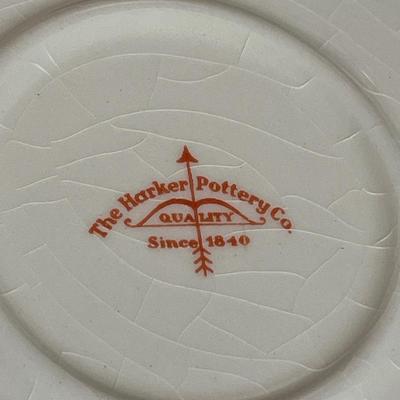 The Harker Pottery Co.
QUALITY
Since 1840